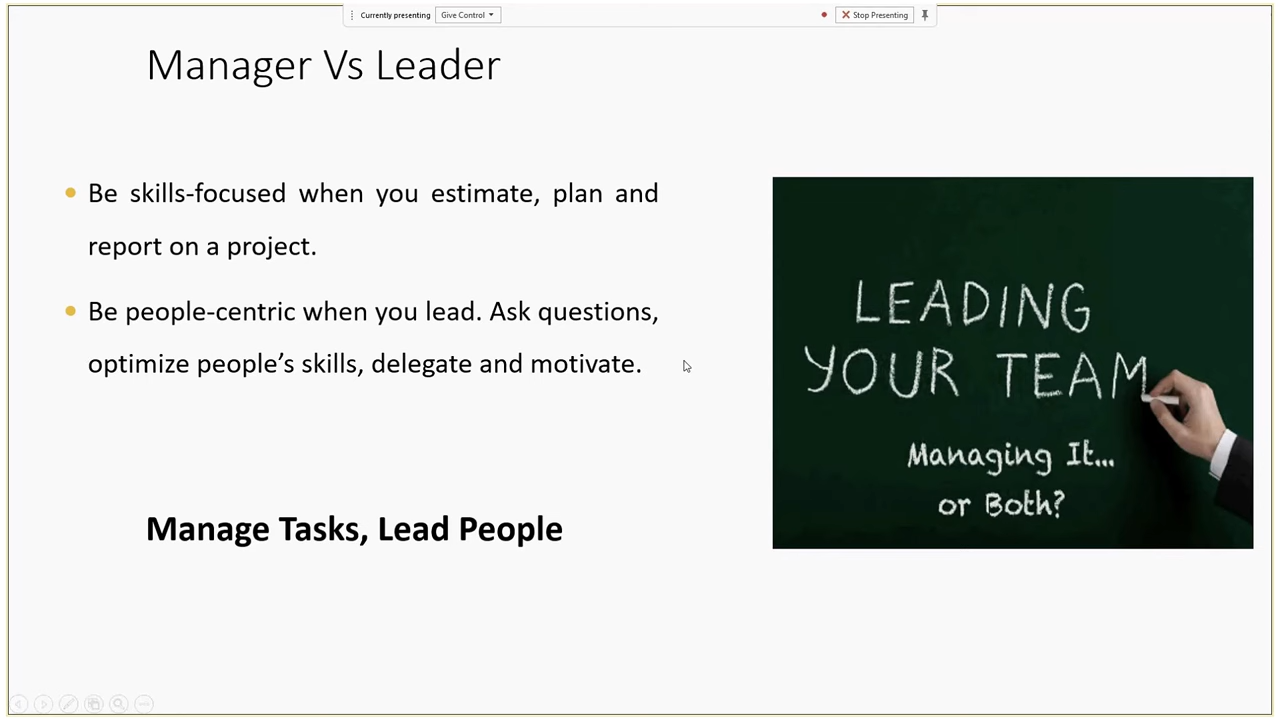 Currently presenting Give Control Stop Presenting
Manager Vs Leader
Be skills-focused when you estimate, plan and
report on a project.
Be people-centric when you lead. Ask questions,
optimize people’s skills, delegate and motivate.
Manage Tasks, Lead People
LEADING
YOUR TEAM
Managing It...
or Both?